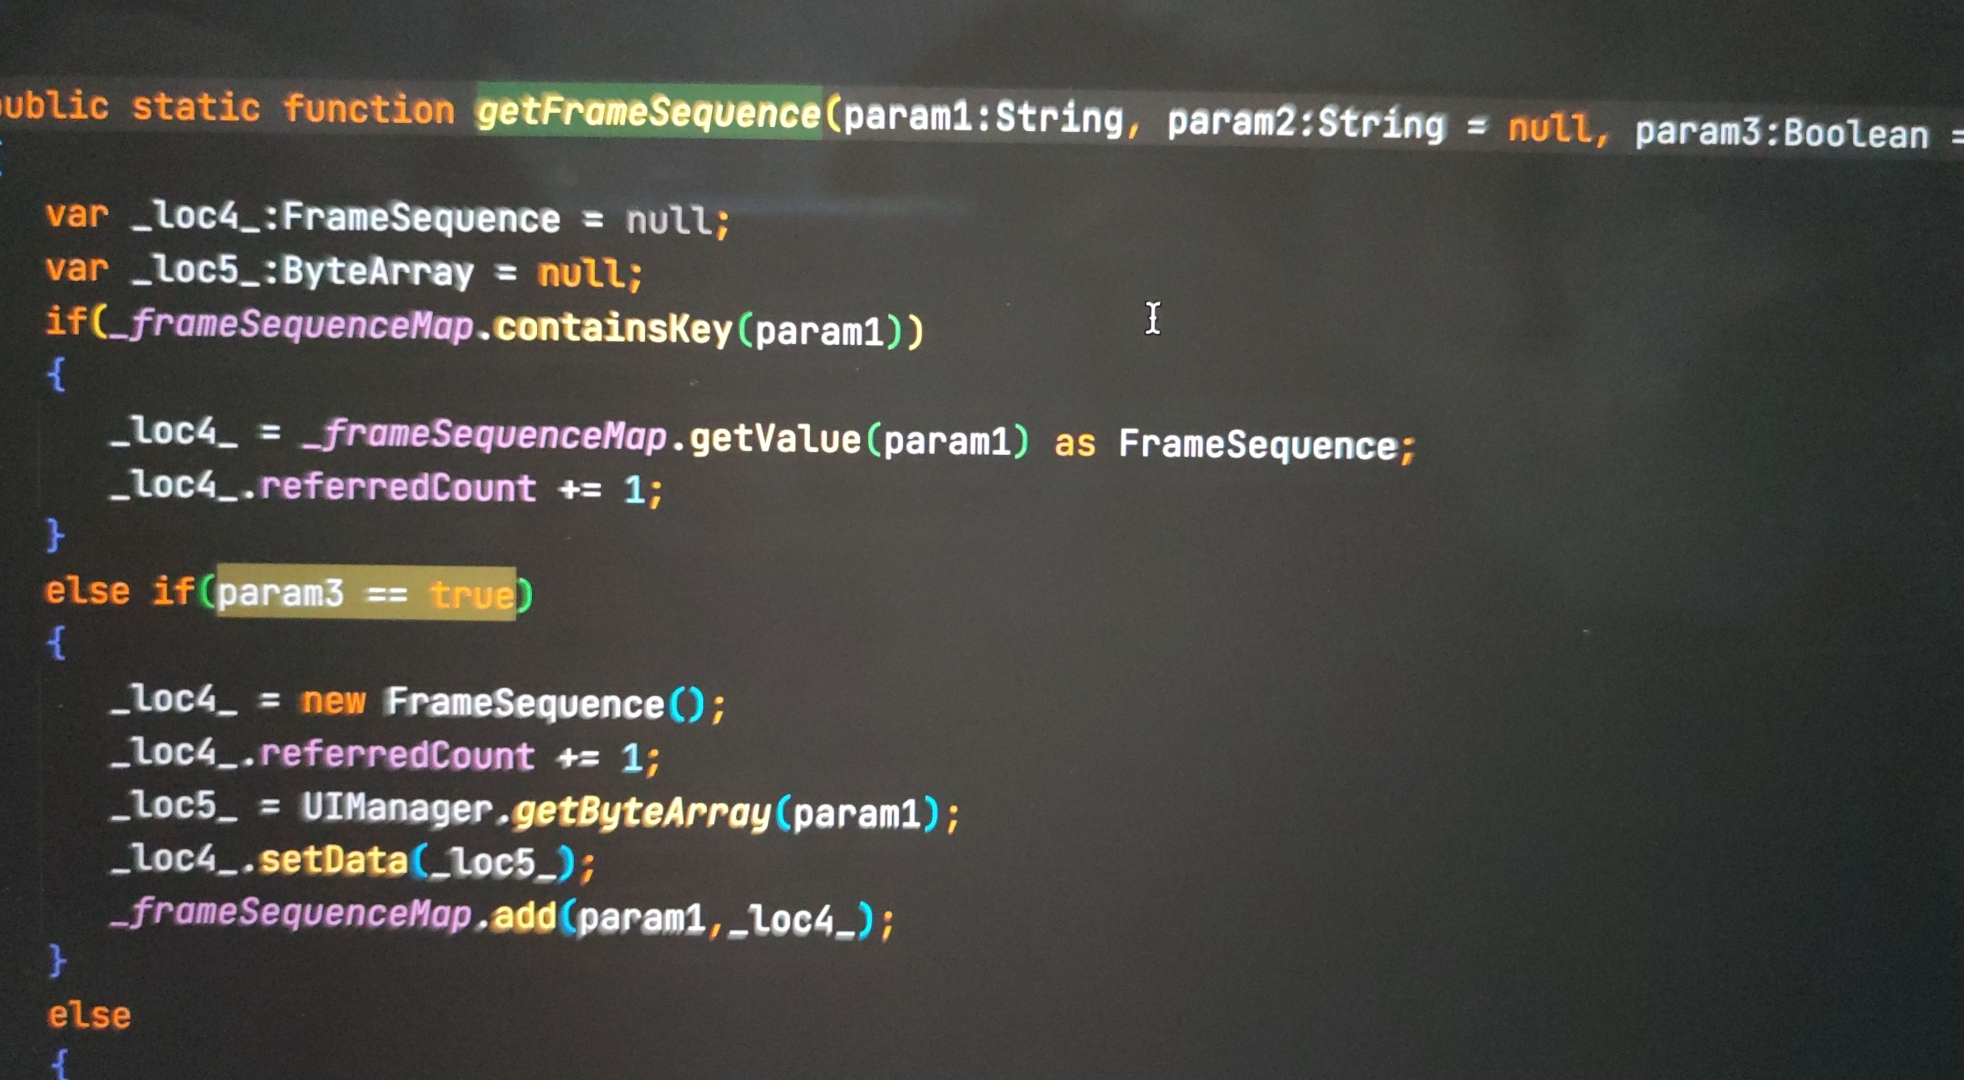 public static function getFrameSequence(param1:String, param2:String = null, param3:Boolean =
{
var _loc4_:FrameSequence = null;
var _loc5_:ByteArray = null;
if(_frameSequenceMap.containsKey(param1))
{
_loc4_ = _frameSequenceMap.getValue(param1) as FrameSequence;
_loc4_.referredCount += 1;
}
else if(param3 == true)
{
_loc4_ = new FrameSequence();
_loc4_.referredCount += 1;
_loc5_ = UIManager.getByteArray(param1);
_loc4_.setData(_loc5_);
_frameSequenceMap.add(param1,_loc4_);
}
else
{